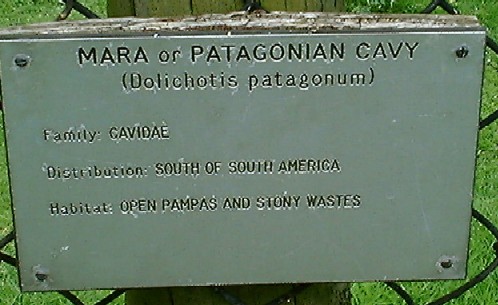 MARA or PATAGONIAN CAVY
(Dolichotis patagonum)
Family: CAVIDAE
Distribution: SOUTH OF SOUTH AMERICA
Habitat: OPEN PAMPAS AND STONY WASTES